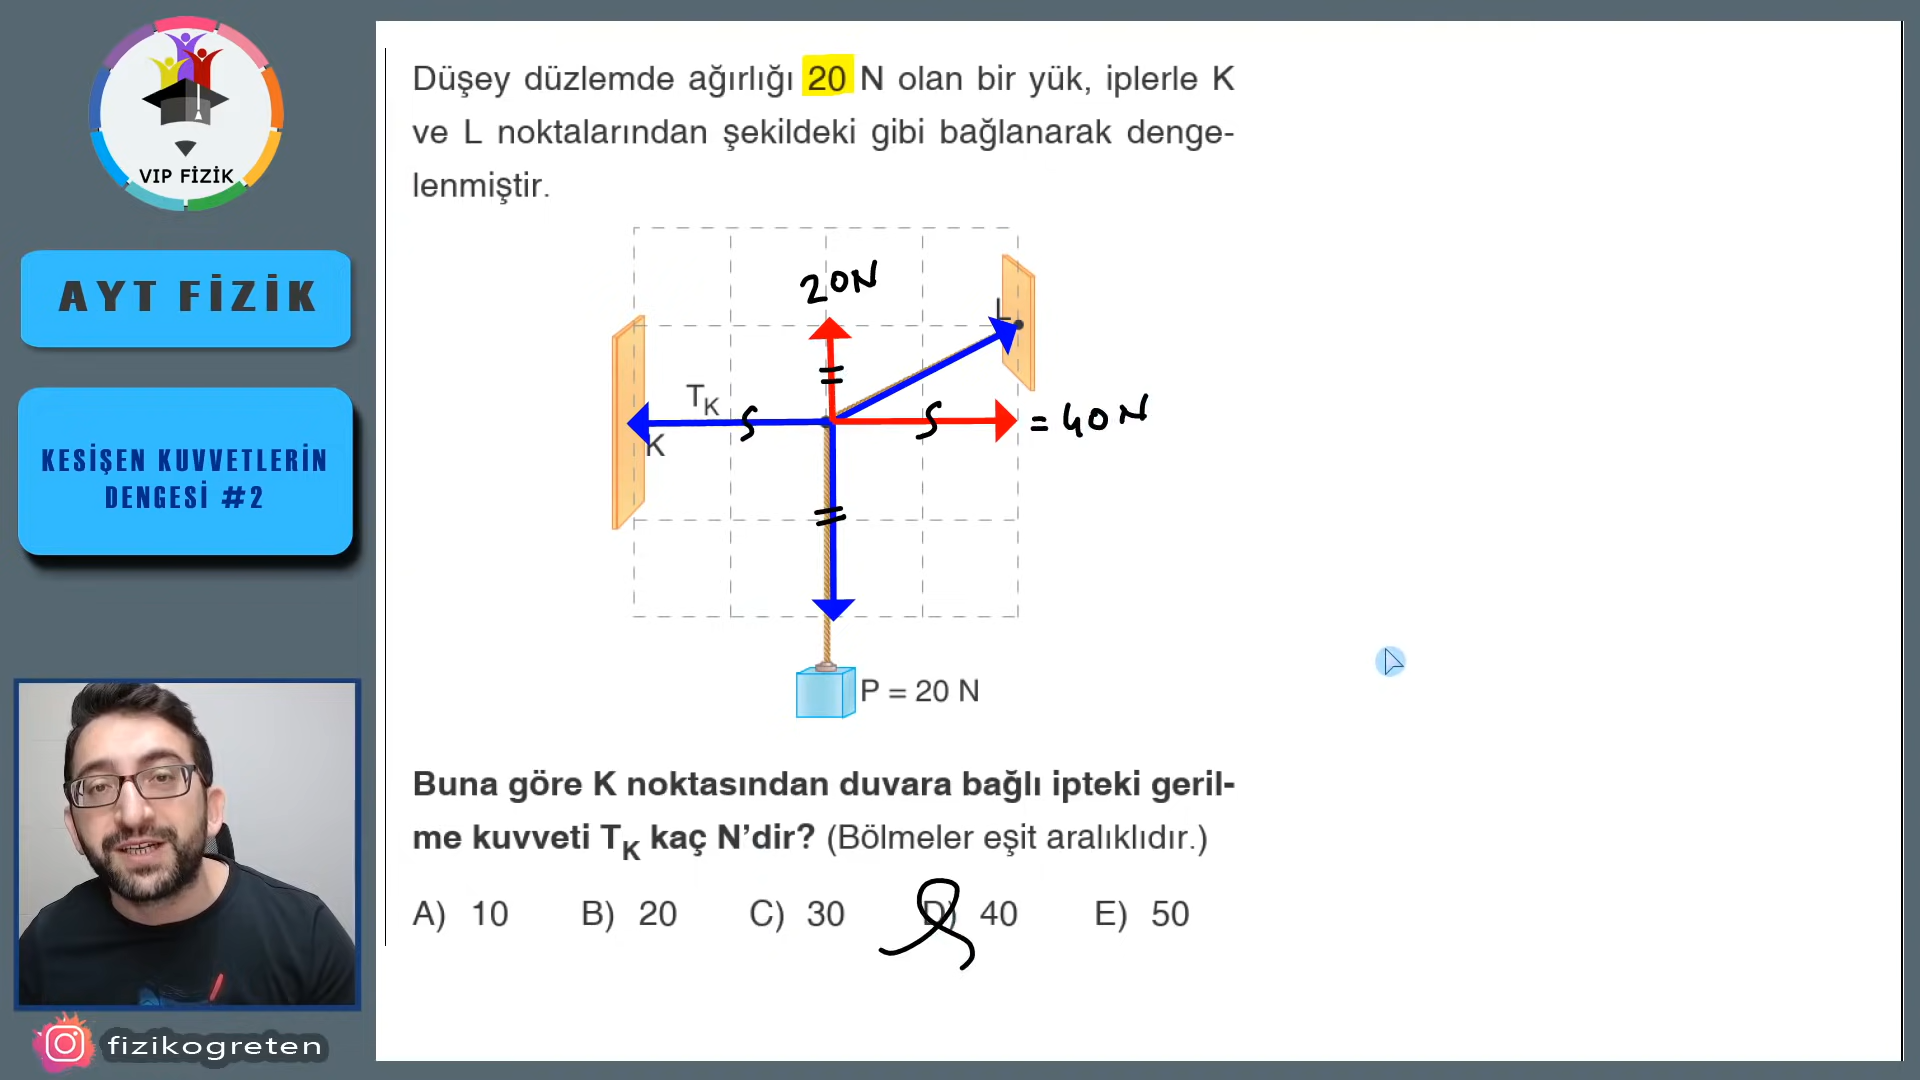 VIP FİZİK
AYT FİZİK
KESİŞEN KUVVETLERİN
DENGESİ #2
fizikogreten
Düşey düzlemde ağırlığı 20 N olan bir yük, iplerle K
ve L noktalarından şekildeki gibi bağlanarak denge-
lenmiştir.
20N
L
TK
= 40N
K
P = 20 N
Buna göre K noktasından duvara bağlı ipteki geril-
me kuvveti TK kaç N’dir? (Bölmeler eşit aralıklıdır.)
A) 10 B) 20 C) 30 D) 40 E) 50